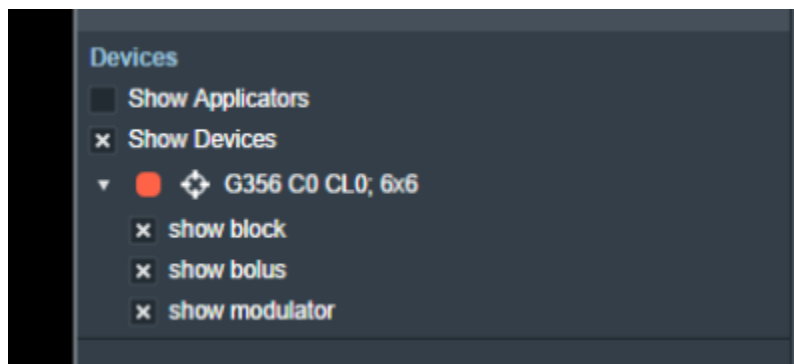 Devices
Show Applicators
Show Devices
G356 C0 CL0; 6x6
show block
show bolus
show modulator